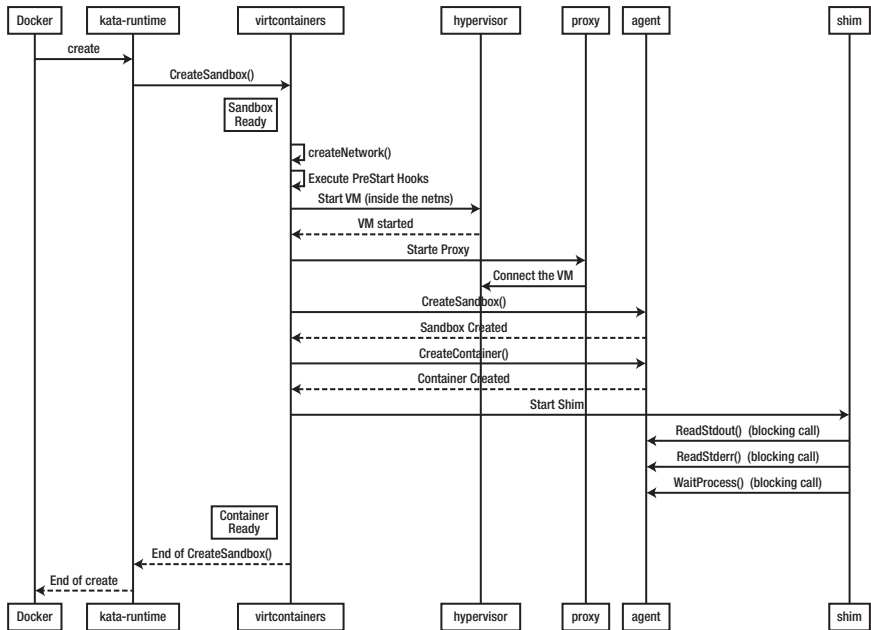 Docker
kata-runtime
virtcontainers
hypervisor
proxy
agent
shim
create
CreateSandbox()
Sandbox
Ready
createNetwork()
Execute PreStart Hooks
Start VM (inside the netns)
VM started
Starte Proxy
Connect the VM
CreateSandbox()
Sandbox Created
CreateContainer()
Container Created
Start Shim
ReadStdout() (blocking call)
ReadStderr() (blocking call)
WaitProcess() (blocking call)
Container
Ready
End of CreateSandbox()
End of create
Docker
kata-runtime
virtcontainers
hypervisor
proxy
agent
shim